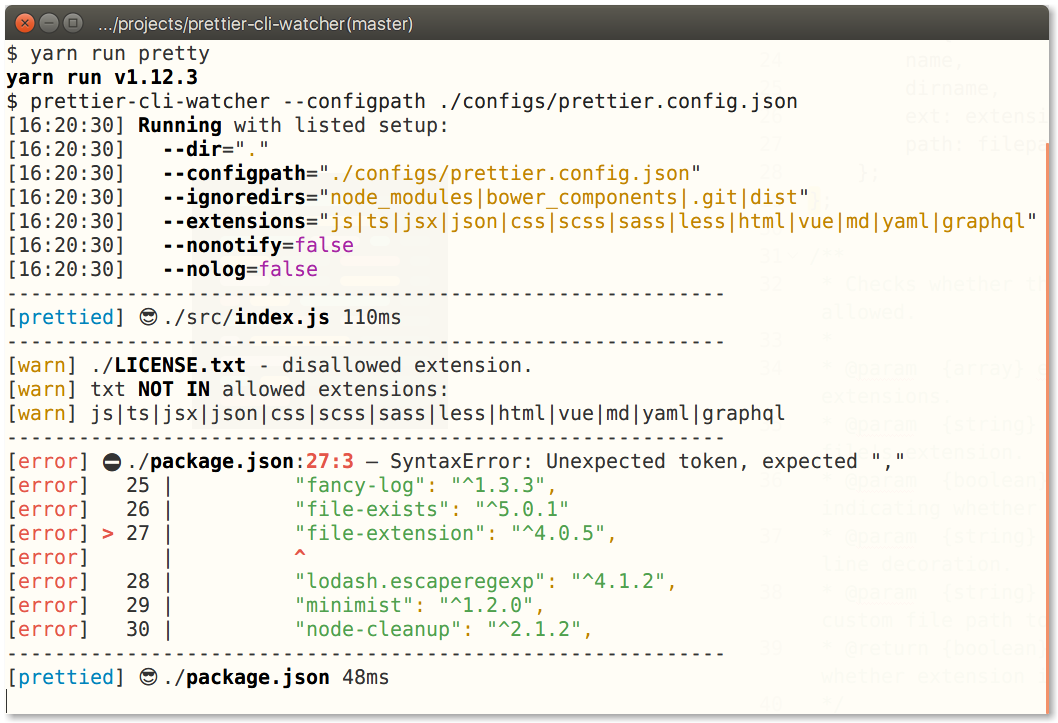 .../projects/prettier-cli-watcher(master)
$ yarn run pretty
yarn run v1.12.3
$ prettier-cli-watcher --configpath ./configs/prettier.config.json
[16:20:30] Running with listed setup:
[16:20:30]   --dir="."
[16:20:30]   --configpath="./configs/prettier.config.json"
[16:20:30]   --ignoredirs="node_modules|bower_components|.git|dist"
[16:20:30]   --extensions="js|ts|jsx|json|css|scss|sass|less|html|vue|md|yaml|graphql"
[16:20:30]   --nonotify=false
[16:20:30]   --nolog=false
------------------------------------------------------------
[prettied] 😎 ./src/index.js 110ms
------------------------------------------------------------
[warn] ./LICENSE.txt - disallowed extension.
[warn] txt NOT IN allowed extensions:
[warn] js|ts|jsx|json|css|scss|sass|less|html|vue|md|yaml|graphql
------------------------------------------------------------
[error] ⛔ ./package.json:27:3 — SyntaxError: Unexpected token, expected ","
[error]   25 |          "fancy-log": "^1.3.3",
[error]   26 |          "file-exists": "^5.0.1"
[error] > 27 |          "file-extension": "^4.0.5",
[error]      |          ^
[error]   28 |          "lodash.escaperegexp": "^4.1.2",
[error]   29 |          "minimist": "^1.2.0",
[error]   30 |          "node-cleanup": "^2.1.2",
------------------------------------------------------------
[prettied] 😎 ./package.json 48ms